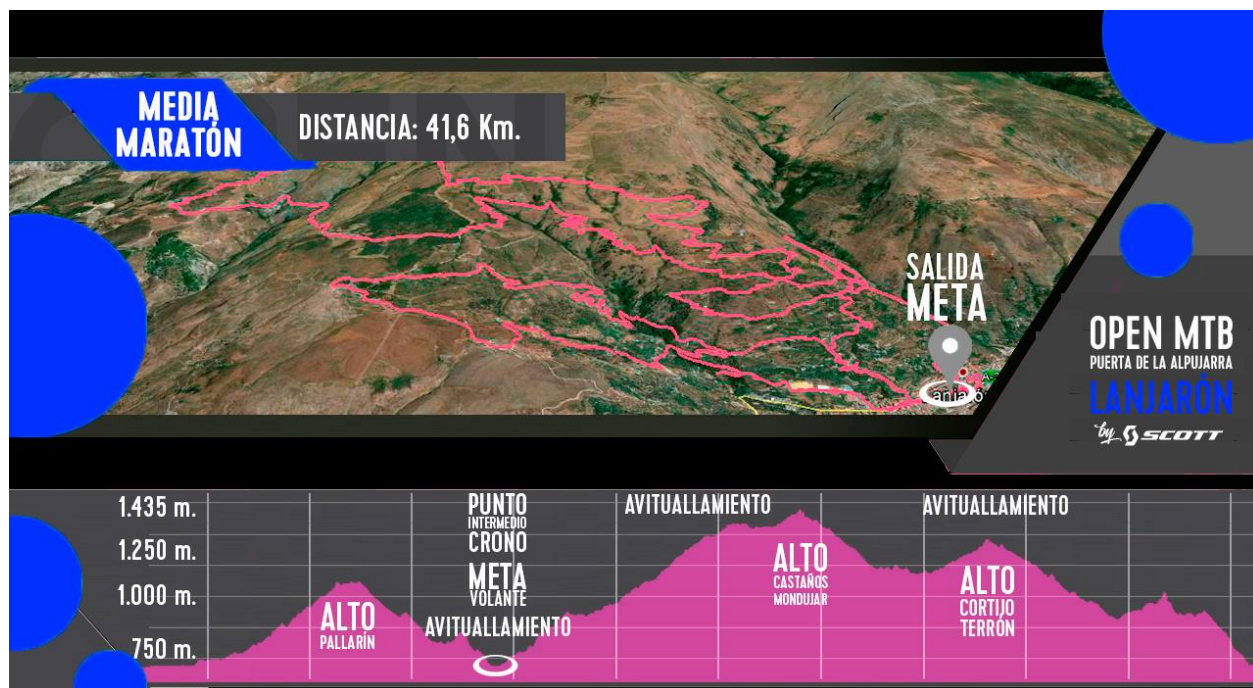 MEDIA
MARATÓN
DISTANCIA: 41,6 Km.
SALIDA
META
OPEN MTB
PUERTA DE LA ALPUJARRA
LANJARÓN
by SCOTT
1.435 m.
1.250 m.
1.000 m.
750 m.
ALTO
PALLARÍN
PUNTO
INTERMEDIO
CRONO
META
VOLANTE
AVITUALLAMIENTO
AVITUALLAMIENTO
ALTO
CASTAÑOS
MONDUJAR
AVITUALLAMIENTO
ALTO
CORTIJO
TERRÓN